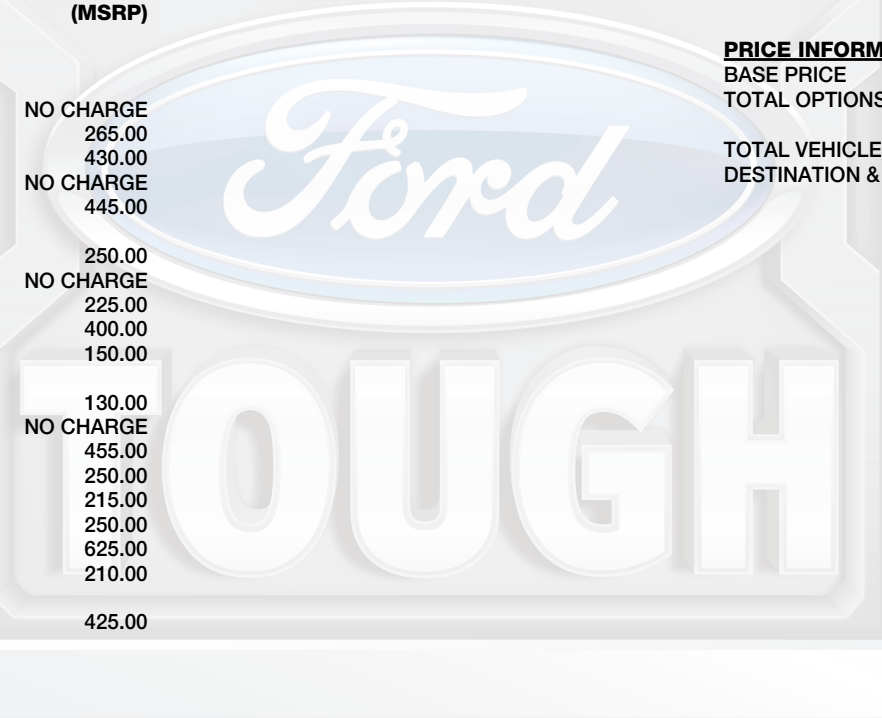 (MSRP)
NO CHARGE
265.00
430.00
NO CHARGE
445.00
250.00
NO CHARGE
225.00
400.00
150.00
130.00
NO CHARGE
455.00
250.00
215.00
250.00
625.00
210.00
425.00
PRICE INFORM
BASE PRICE
TOTAL OPTIONS
TOTAL VEHICLE
DESTINATION &
Ford
TOUGH